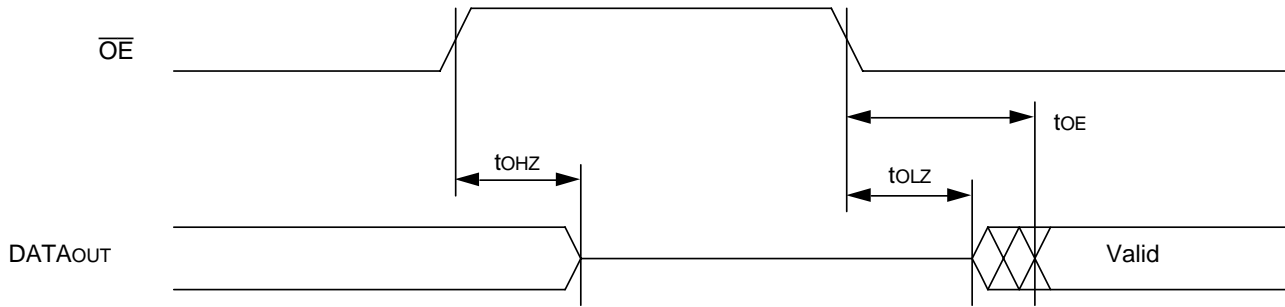 OE
tOE
tOHZ
tOLZ
DATAOUT
Valid